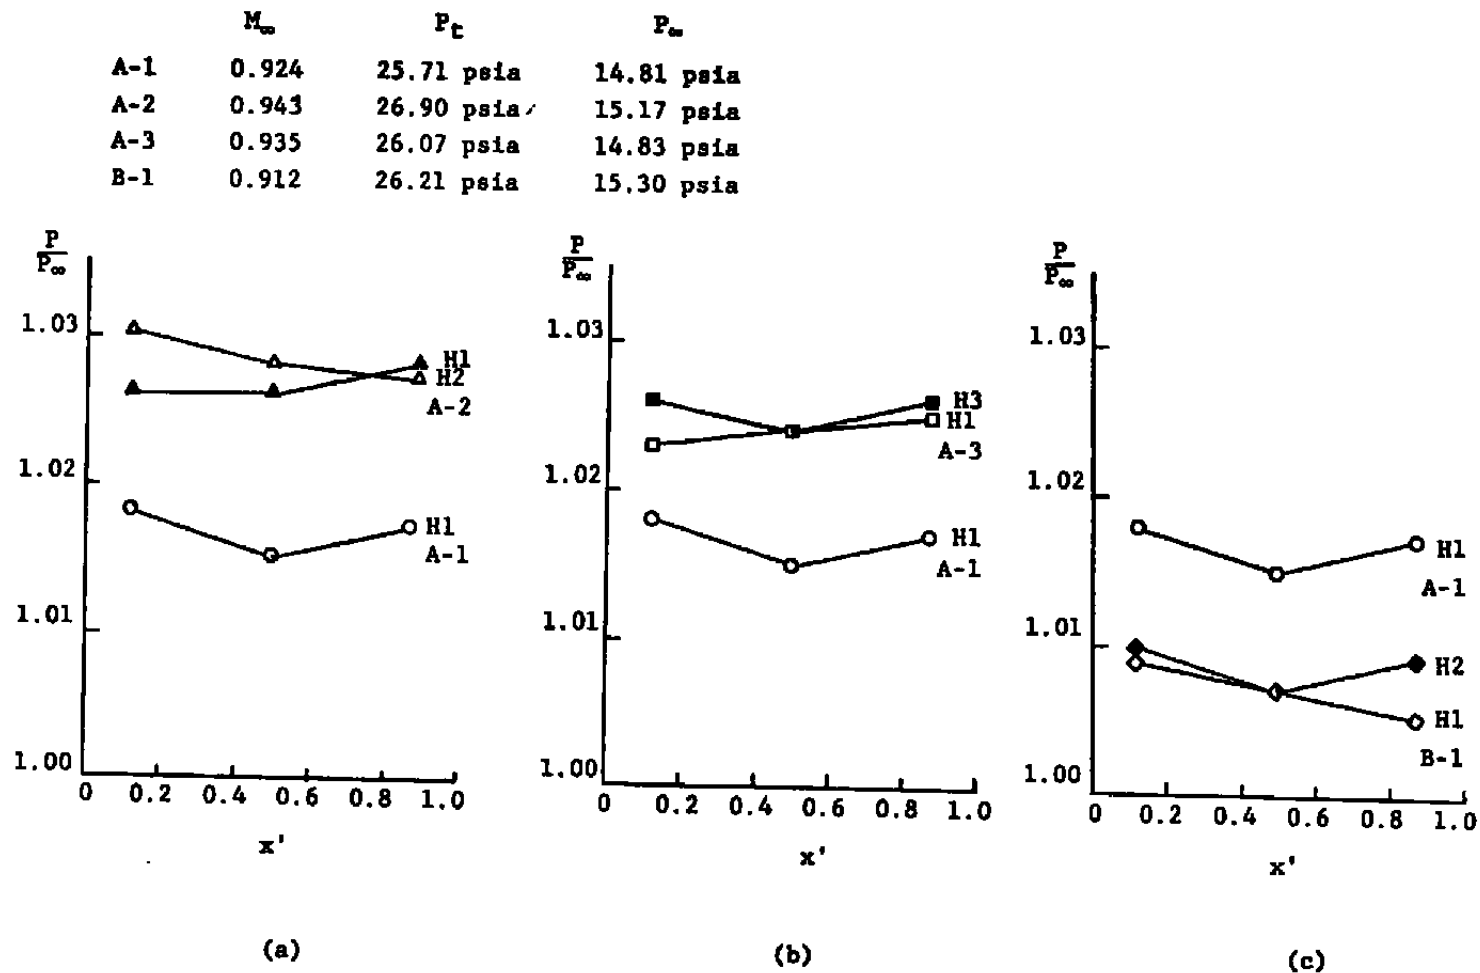 M∞ Pt P∞
A-1 0.924 25.71 psia 14.81 psia
A-2 0.943 26.90 psia 15.17 psia
A-3 0.935 26.07 psia 14.83 psia
B-1 0.912 26.21 psia 15.30 psia
P
P∞
1.03
1.02
1.01
1.00
0 0.2 0.4 0.6 0.8 1.0
x'
H1
H2
A-2
H1
A-1
(a)
P
P∞
1.03
1.02
1.01
1.00
0 0.2 0.4 0.6 0.8 1.0
x'
H3
H1
A-3
H1
A-1
(b)
P
P∞
1.03
1.02
1.01
1.00
0 0.2 0.4 0.6 0.8 1.0
x'
H1
A-1
H2
H1
B-1
(c)